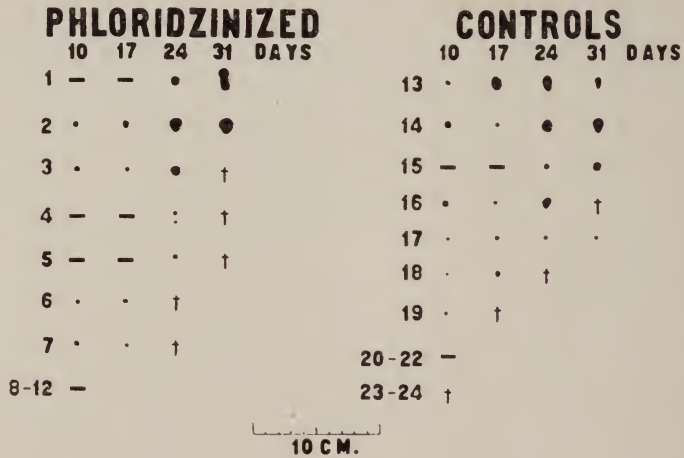 PHLORIDZINIZED
10 17 24 31 DAYS
1 – –
2
3 †
4 – – †
5 – – †
6 †
7 †
8-12 –
CONTROLS
10 17 24 31 DAYS
13
14
15 – –
16 †
17
18 †
19 †
20-22 –
23-24 †
10 CM.